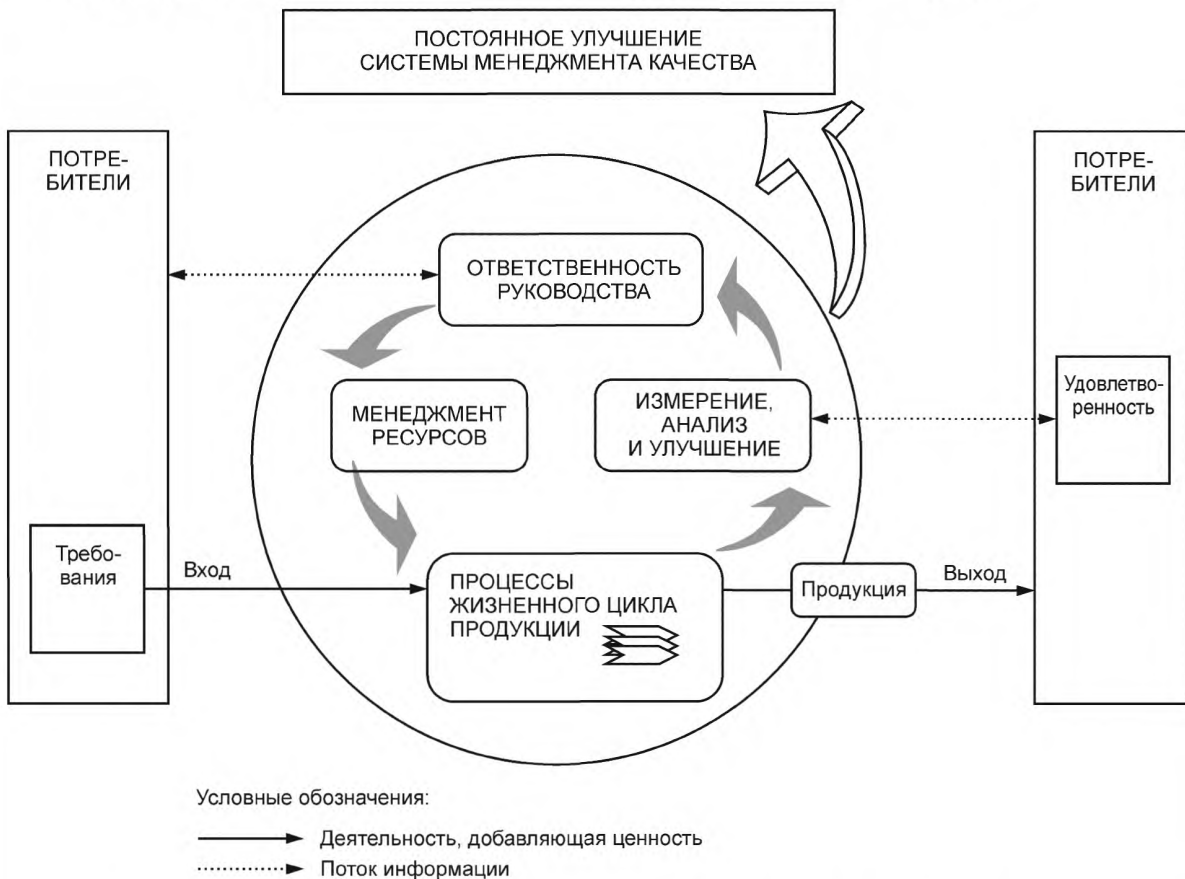 ПОСТОЯННОЕ УЛУЧШЕНИЕ
СИСТЕМЫ МЕНЕДЖМЕНТА КАЧЕСТВА
ПОТРЕ-
БИТЕЛИ
ПОТРЕ-
БИТЕЛИ
ОТВЕТСТВЕННОСТЬ
РУКОВОДСТВА
МЕНЕДЖМЕНТ
РЕСУРСОВ
ИЗМЕРЕНИЕ,
АНАЛИЗ
И УЛУЧШЕНИЕ
Удовлетво-
ренность
Требо-
вания
Вход
ПРОЦЕССЫ
ЖИЗНЕННОГО ЦИКЛА
ПРОДУКЦИИ
Продукция
Выход
Условные обозначения:
Деятельность, добавляющая ценность
Поток информации